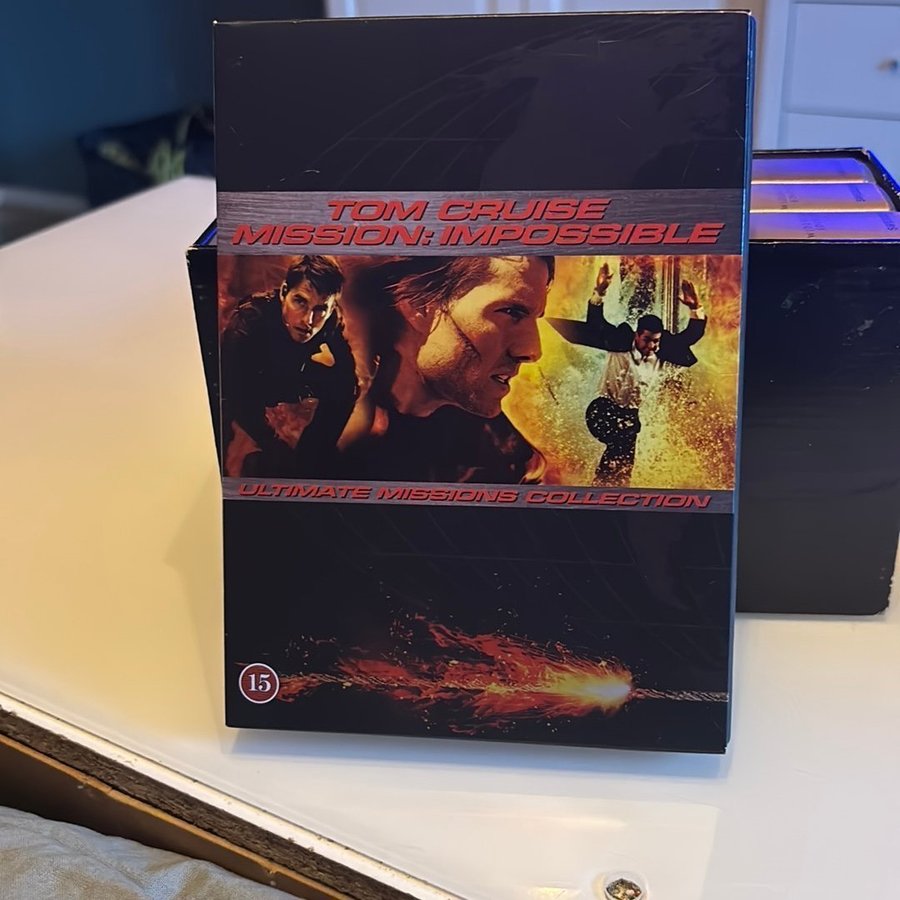 TOM CRUISE
MISSION: IMPOSSIBLE
ULTIMATE MISSIONS COLLECTION
15